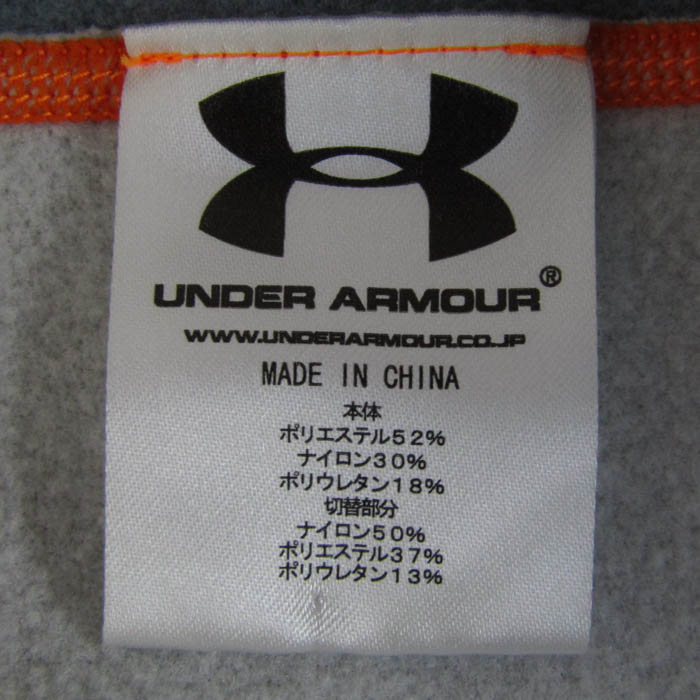 UNDER ARMOUR®
WWW.UNDERARMOUR.CO.JP
MADE IN CHINA
本体
ポリエステル52%
ナイロン30%
ポリウレタン18%
切替部分
ナイロン50%
ポリエステル37%
ポリウレタン13%